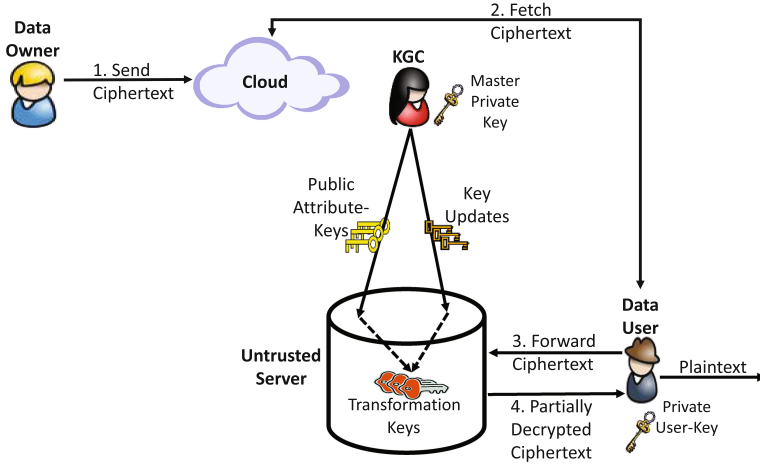 Data
Owner
1. Send
Ciphertext
Cloud
2. Fetch
Ciphertext
KGC
Master
Private
Key
Public
Attribute-
Keys
Key
Updates
Data
User
Untrusted
Server
3. Forward
Ciphertext
Plaintext
Transformation
Keys
4. Partially
Decrypted
Ciphertext
Private
User-Key